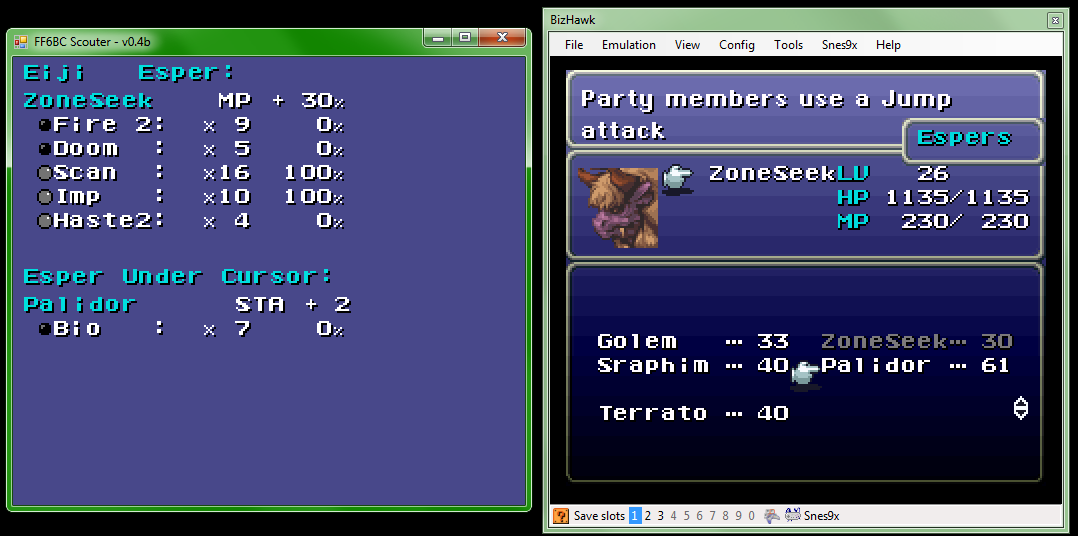 FF6BC Scouter - v0.4b
Eiji Esper:
ZoneSeek MP + 30%
Fire 2: x 9 0%
Doom : x 5 0%
Scan : x16 100%
Imp : x10 100%
Haste2: x 4 0%
Esper Under Cursor:
Palidor STA + 2
Bio : x 7 0%
BizHawk
File Emulation View Config Tools Snes9x Help
Party members use a Jump
attack
Espers
ZoneSeek LV 26
HP 1135/1135
MP 230/ 230
Golem … 33 ZoneSeek… 30
Sraphim … 40 Palidor … 61
Terrato … 40
Save slots 1 2 3 4 5 6 7 8 9 0 Snes9x